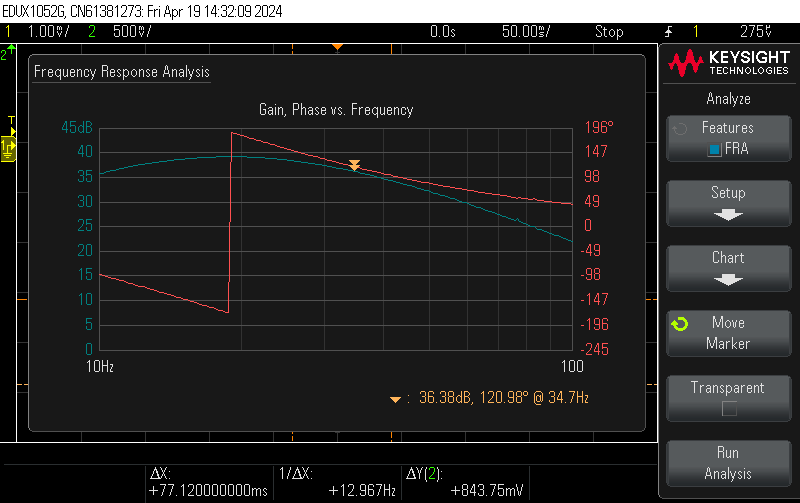 EDUX1052G, CN61381273: Fri Apr 19 14:32:09 2024
1 1.00V/ 2 500V/ 0.0s 50.00s/ Stop 1 275V
2
T
1
Frequency Response Analysis
Gain, Phase vs. Frequency
45dB 196°
40 147
35 98
30 49
25 0
20 -49
15 -98
10 -147
5 -196
0 -245
10Hz 100
: 36.38dB, 120.98° @ 34.7Hz
KEYSIGHT
TECHNOLOGIES
Analyze
Features
FRA
Setup
Chart
Move
Marker
Transparent
Run
Analysis
ΔX: 1/ΔX: ΔY(2):
+77.120000000ms +12.967Hz +843.75mV